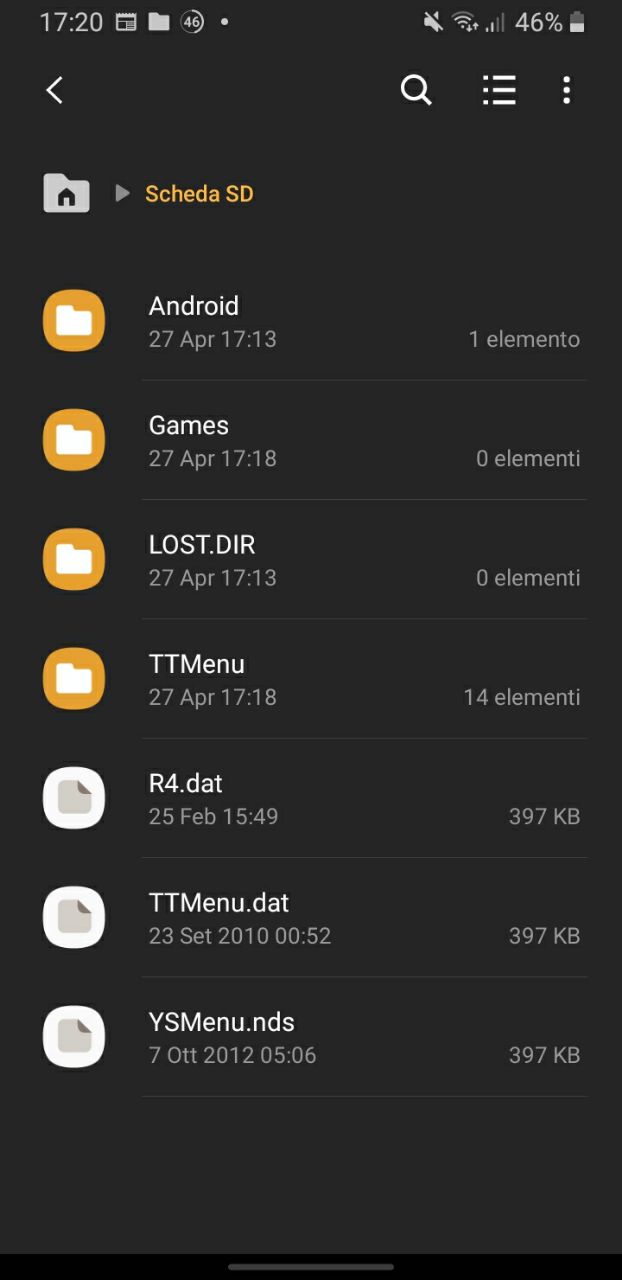 17:20 46 46%
Scheda SD
Android
27 Apr 17:13 1 elemento
Games
27 Apr 17:18 0 elementi
LOST.DIR
27 Apr 17:13 0 elementi
TTMenu
27 Apr 17:18 14 elementi
R4.dat
25 Feb 15:49 397 KB
TTMenu.dat
23 Set 2010 00:52 397 KB
YSMenu.nds
7 Ott 2012 05:06 397 KB